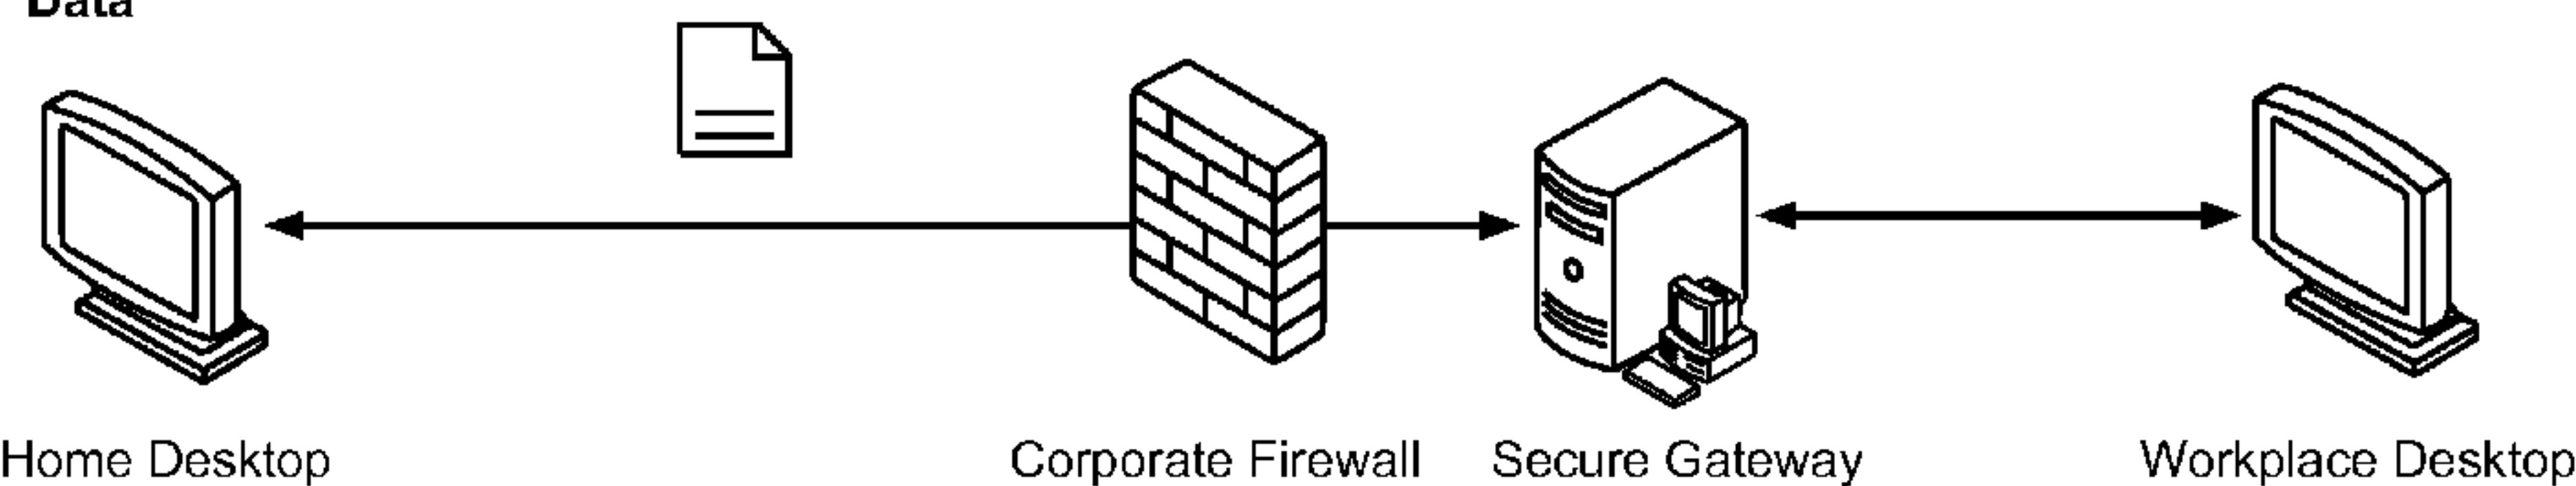 Data
Home Desktop
Corporate Firewall
Secure Gateway
Workplace Desktop